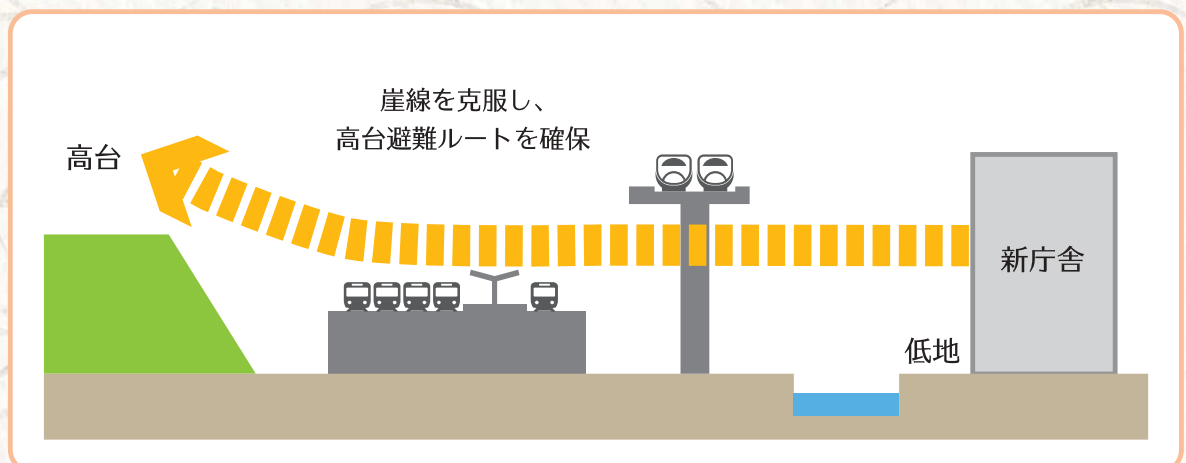 崖線を克服し、
高台避難ルートを確保
高台
新庁舎
低地